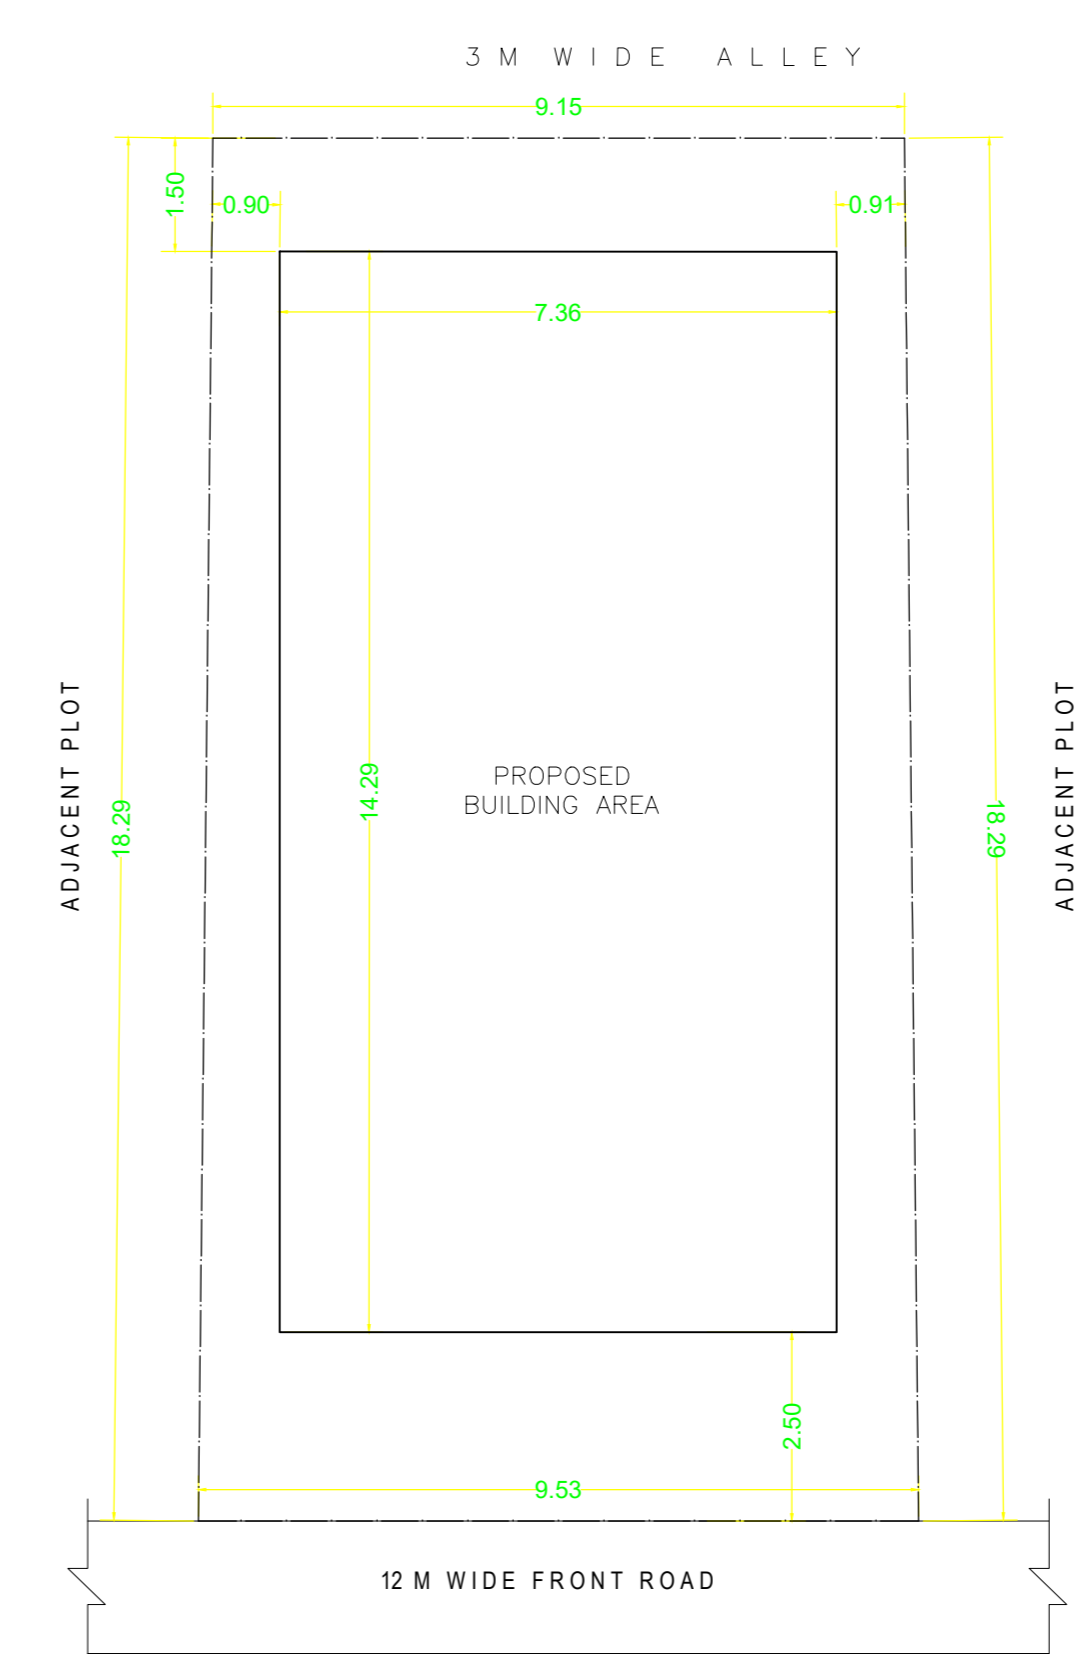 3 M WIDE ALLEY
9.15
1.50
0.90
0.91
7.36
ADJACENT PLOT
18.29
14.29
PROPOSED
BUILDING AREA
18.29
ADJACENT PLOT
2.50
9.53
12 M WIDE FRONT ROAD